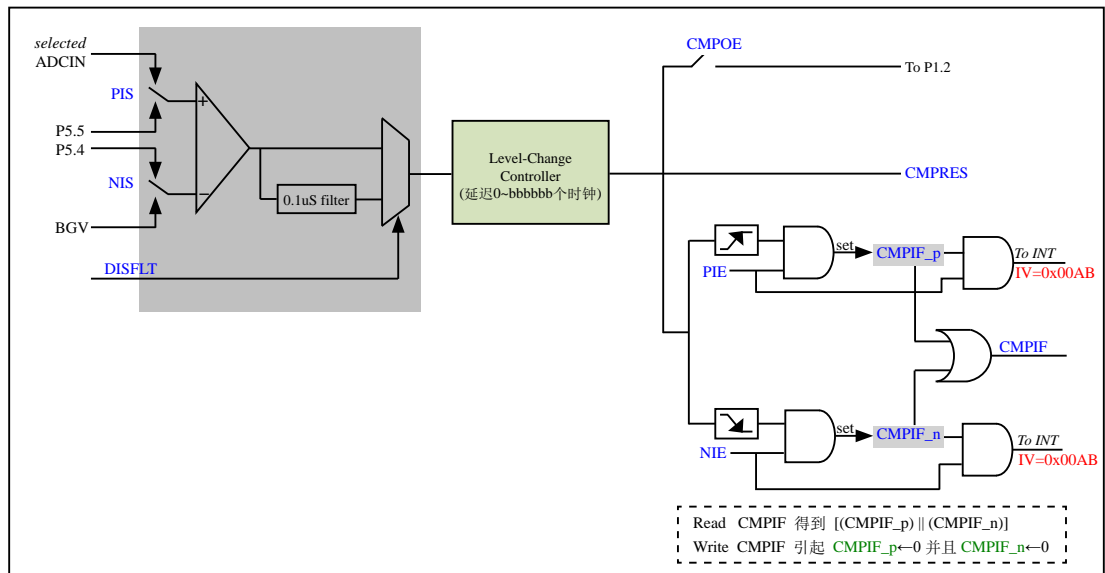 selected
ADCIN
PIS
P5.5
P5.4
NIS
BGV
DISFLT
+
−
0.1uS filter
Level-Change
Controller
(延迟0~bbbbbb个时钟)
CMPOE
To P1.2
CMPRES
PIE
set
CMPIF_p
To INT
IV=0x00AB
CMPIF
NIE
set
CMPIF_n
To INT
IV=0x00AB
Read CMPIF 得到 [(CMPIF_p) || (CMPIF_n)]
Write CMPIF 引起 CMPIF_p←0 并且 CMPIF_n←0